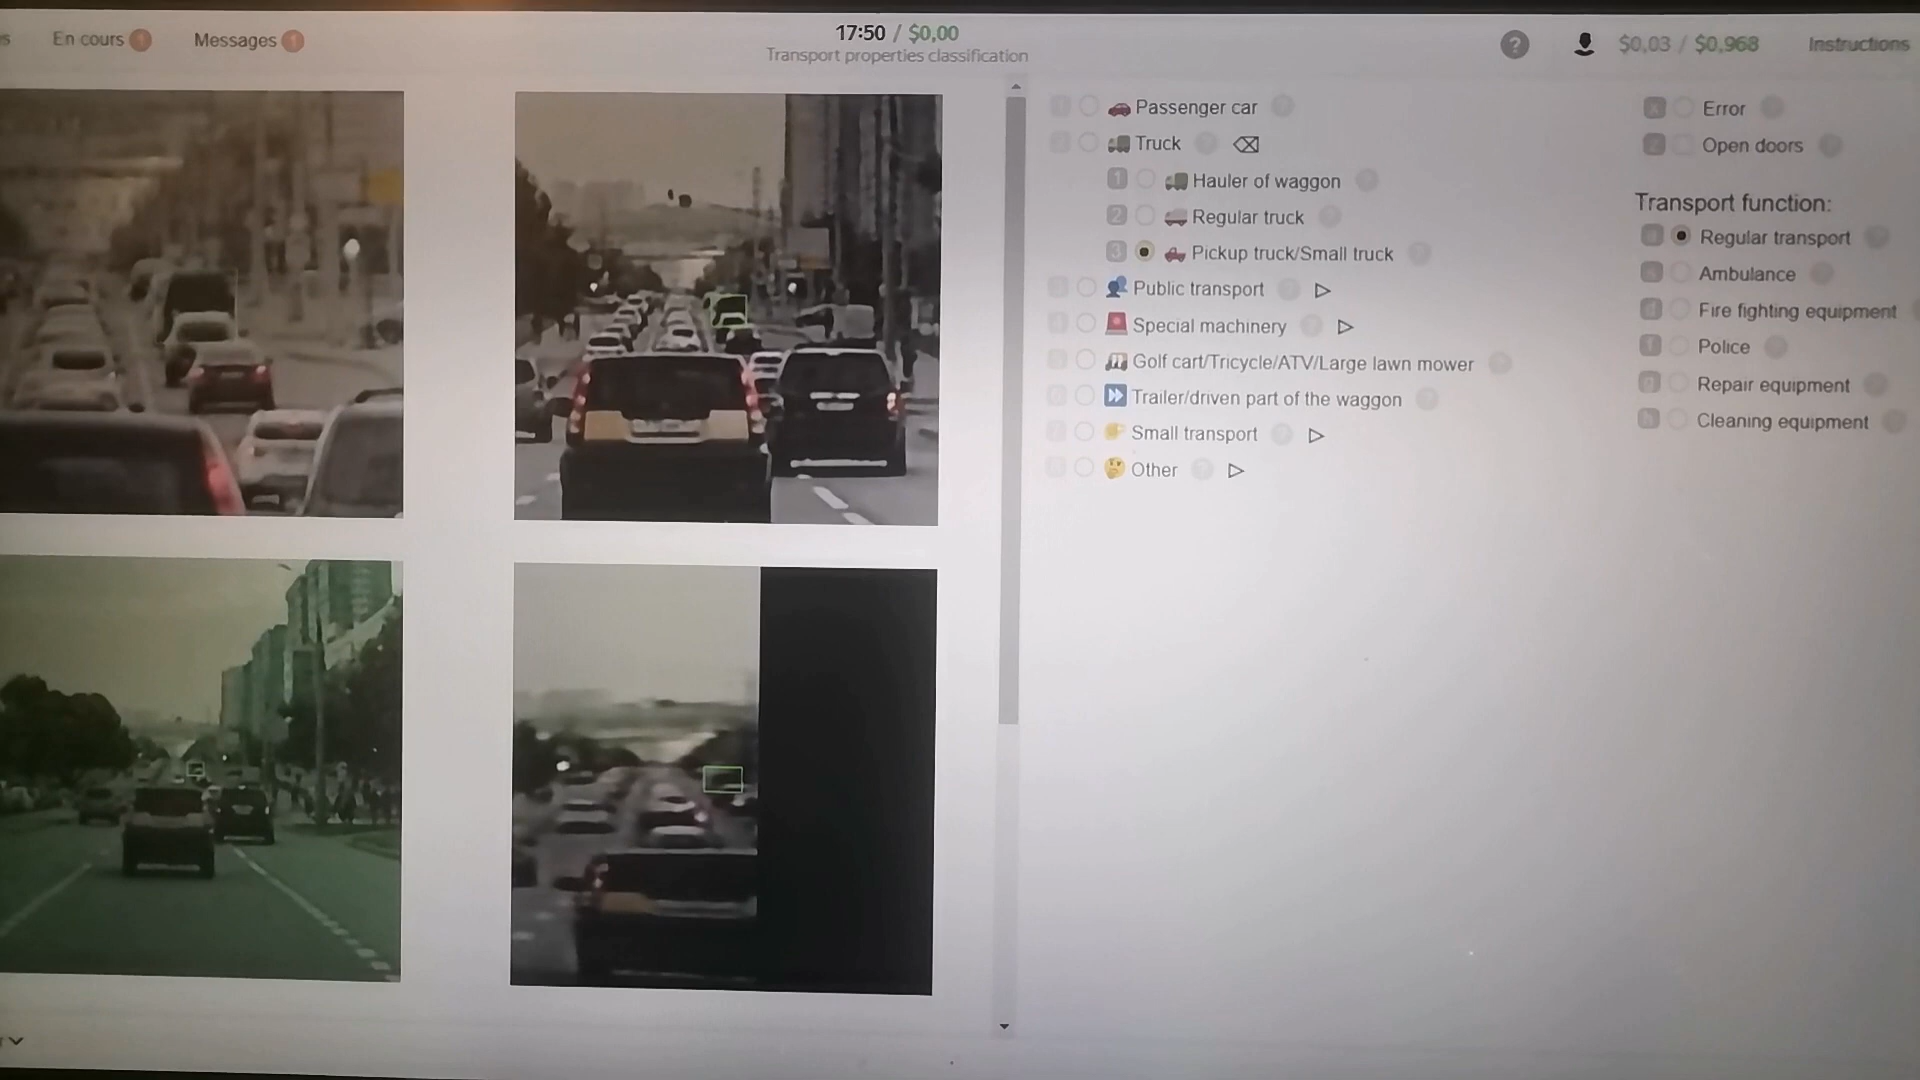 En cours
Messages
17:50 / $0,00
Transport properties classification
$0,03 / $0,968
Instructions
Passenger car
Truck
1 Hauler of waggon
2 Regular truck
3 Pickup truck/Small truck
Public transport
Special machinery
Golf cart/Tricycle/ATV/Large lawn mower
Trailer/driven part of the waggon
Small transport
Other
Error
Open doors
Transport function:
Regular transport
Ambulance
Fire fighting equipment
Police
Repair equipment
Cleaning equipment